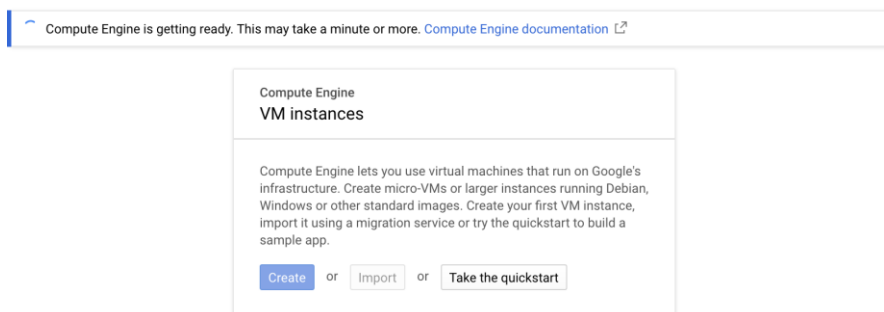 Compute Engine is getting ready. This may take a minute or more. Compute Engine documentation
Compute Engine
VM instances
Compute Engine lets you use virtual machines that run on Google's
infrastructure. Create micro-VMs or larger instances running Debian,
Windows or other standard images. Create your first VM instance,
import it using a migration service or try the quickstart to build a
sample app.
Create or Import or Take the quickstart